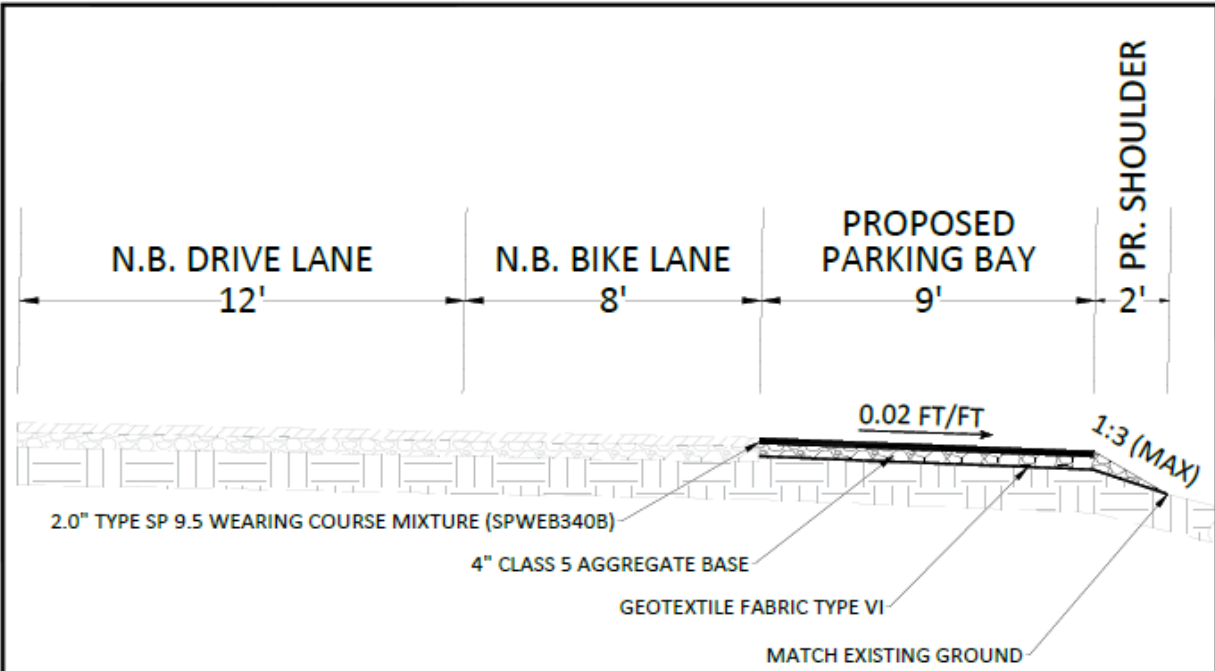 N.B. DRIVE LANE
12'
N.B. BIKE LANE
8'
PROPOSED
PARKING BAY
9'
PR. SHOULDER
2'
0.02 FT/FT
1:3 (MAX)
2.0" TYPE SP 9.5 WEARING COURSE MIXTURE (SPWEB340B)
4" CLASS 5 AGGREGATE BASE
GEOTEXTILE FABRIC TYPE VI
MATCH EXISTING GROUND